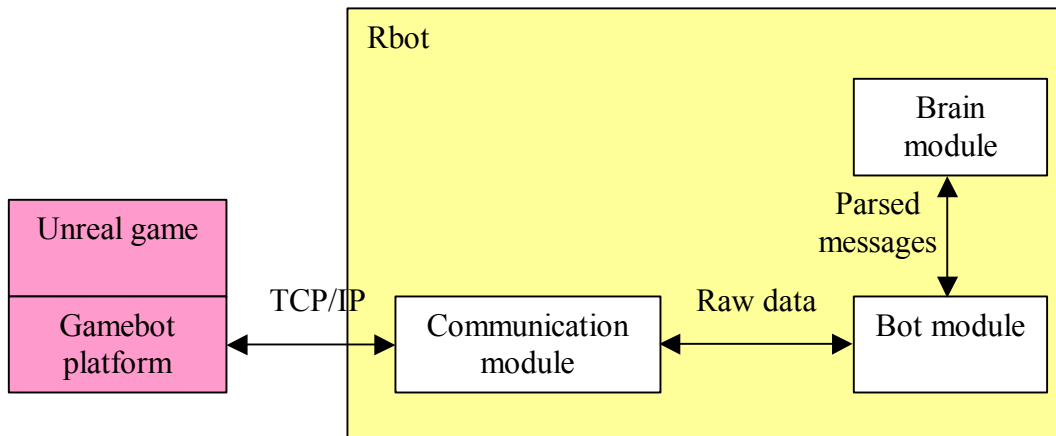 Rbot
Brain
module
Parsed
messages
Unreal game
Gamebot
platform
TCP/IP
Communication
module
Raw data
Bot module